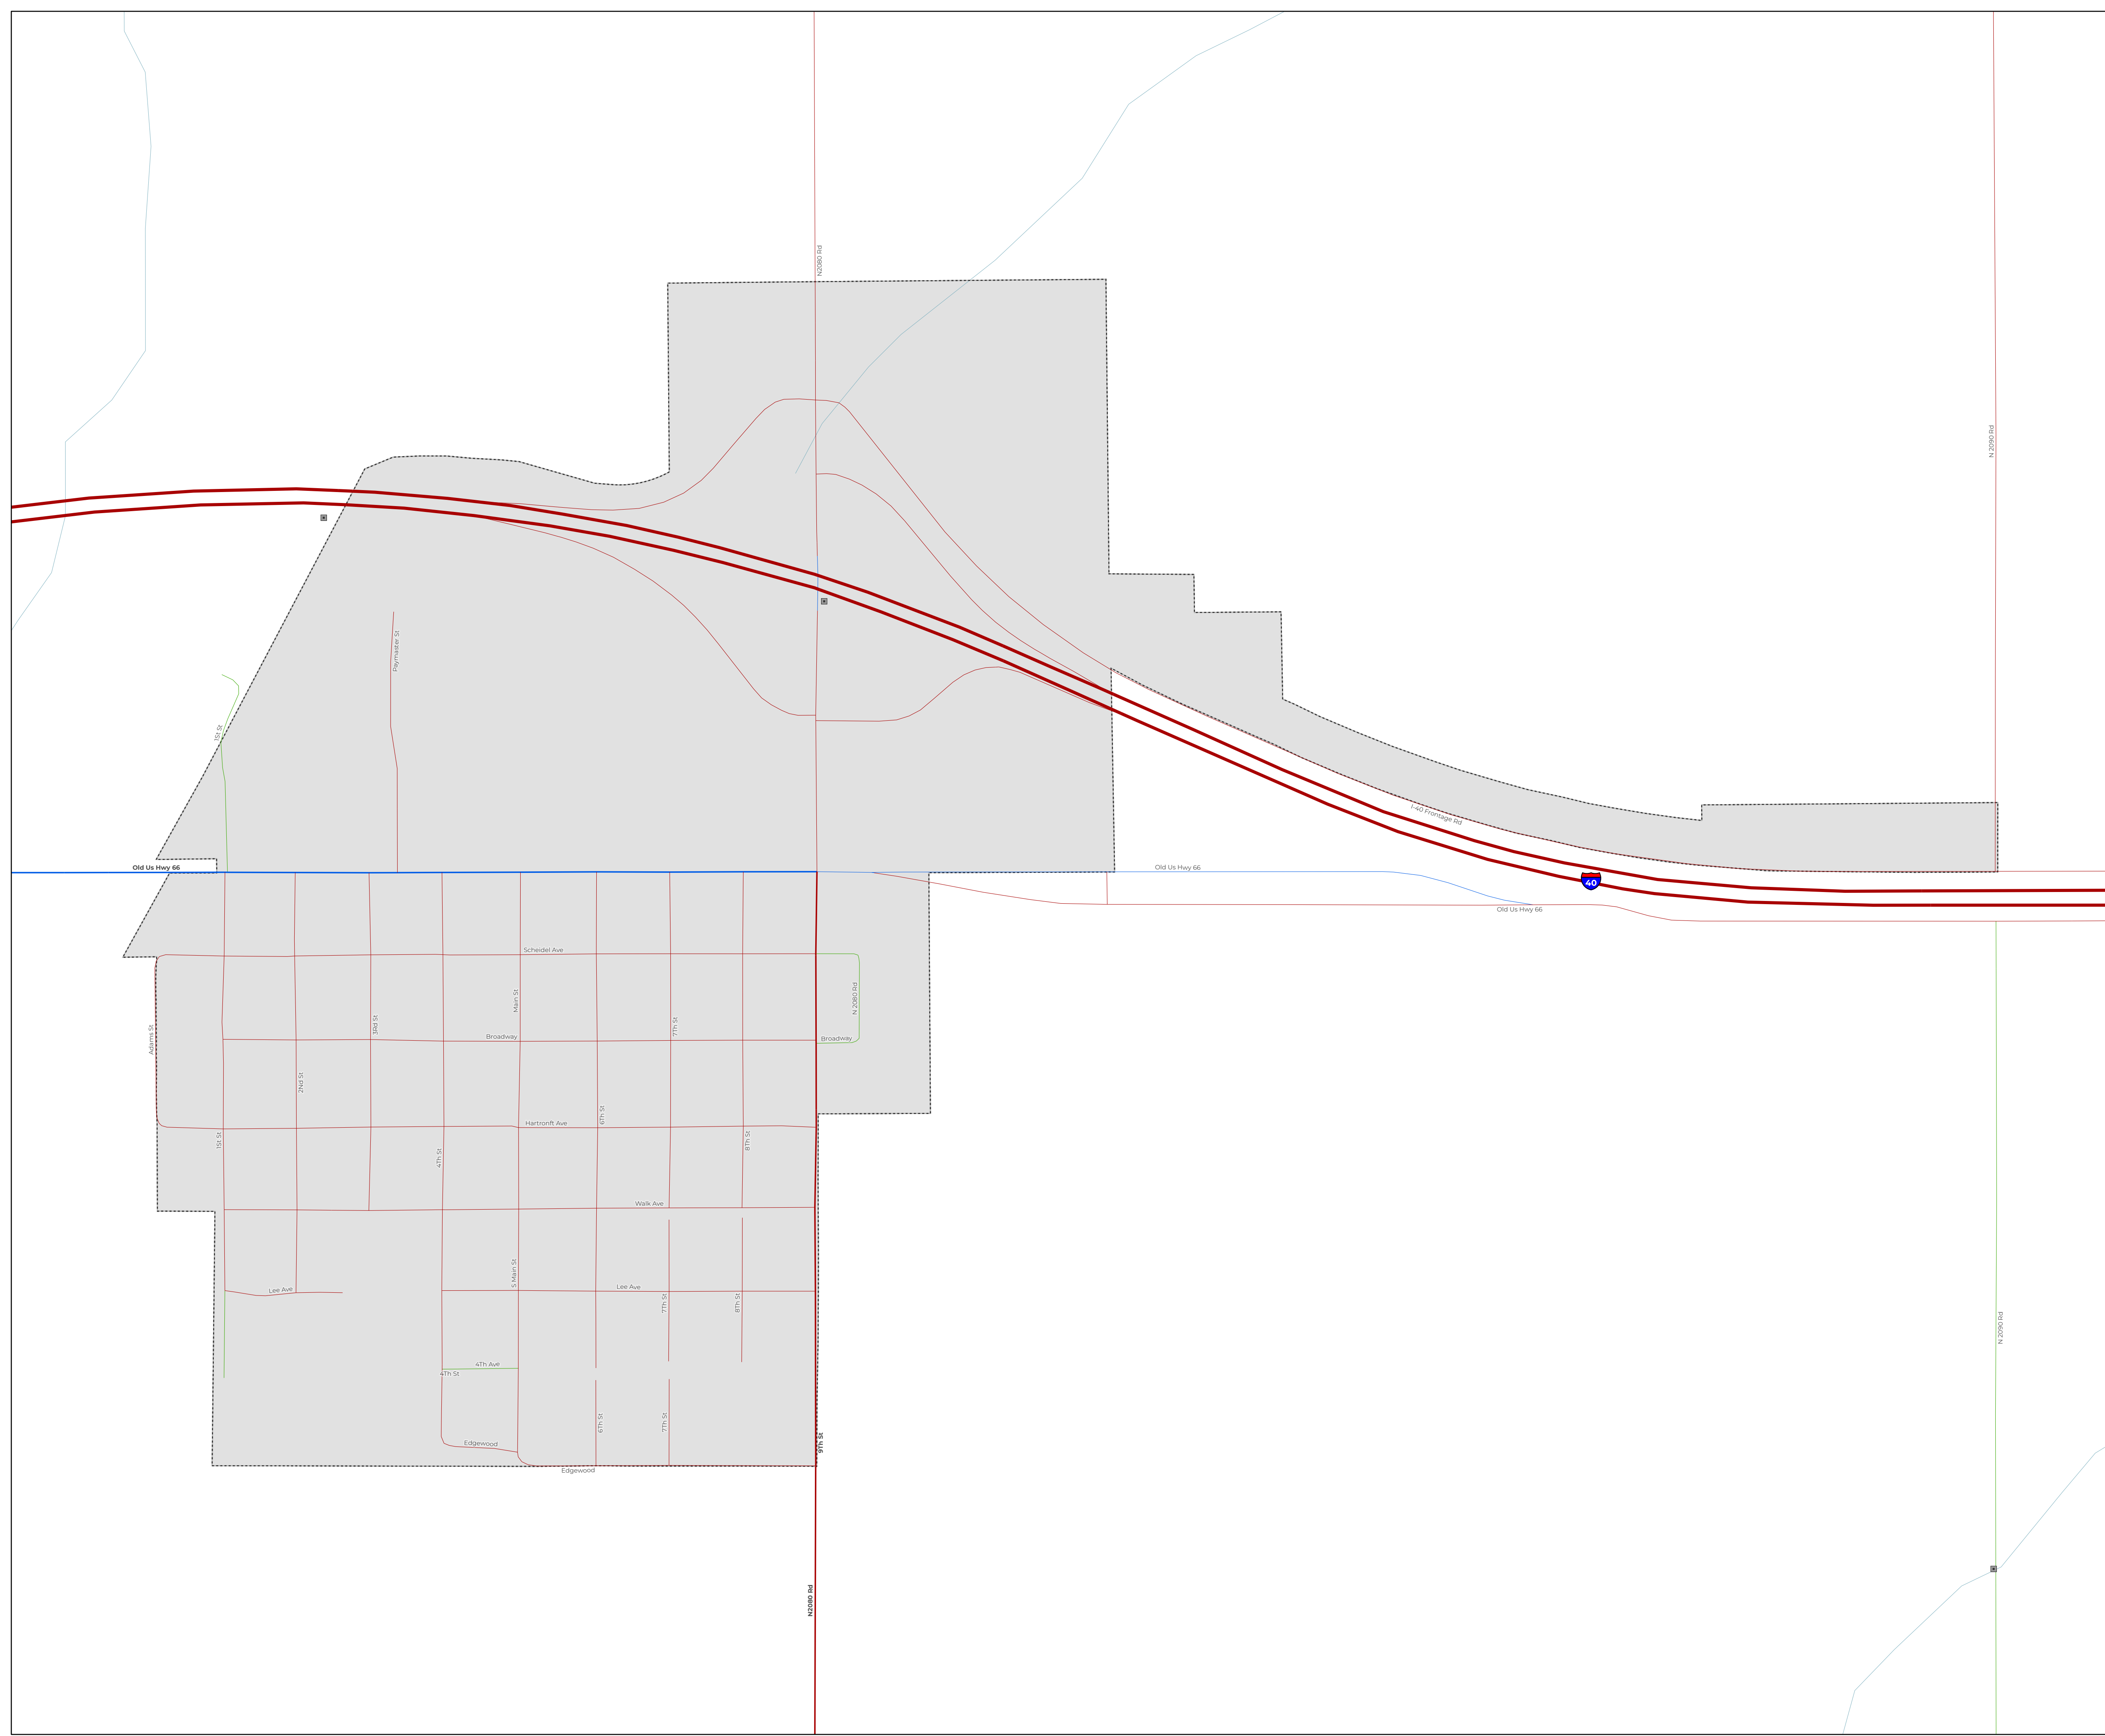 N2080 Rd
N 2090 Rd
Paymaster St
1St St
I-40 Frontage Rd
Old Us Hwy 66
Old Us Hwy 66
40
Old Us Hwy 66
Scheidel Ave
Main St
N 2080 Rd
3Rd St
7Th St
Adams St
Broadway
Broadway
2Nd St
6Th St
Hartronft Ave
1St St
8Th St
4Th St
Walk Ave
S Main St
Lee Ave
Lee Ave
7Th St
8Th St
N 2090 Rd
4Th Ave
4Th St
6Th St
7Th St
Edgewood
9Th St
Edgewood
N2080 Rd